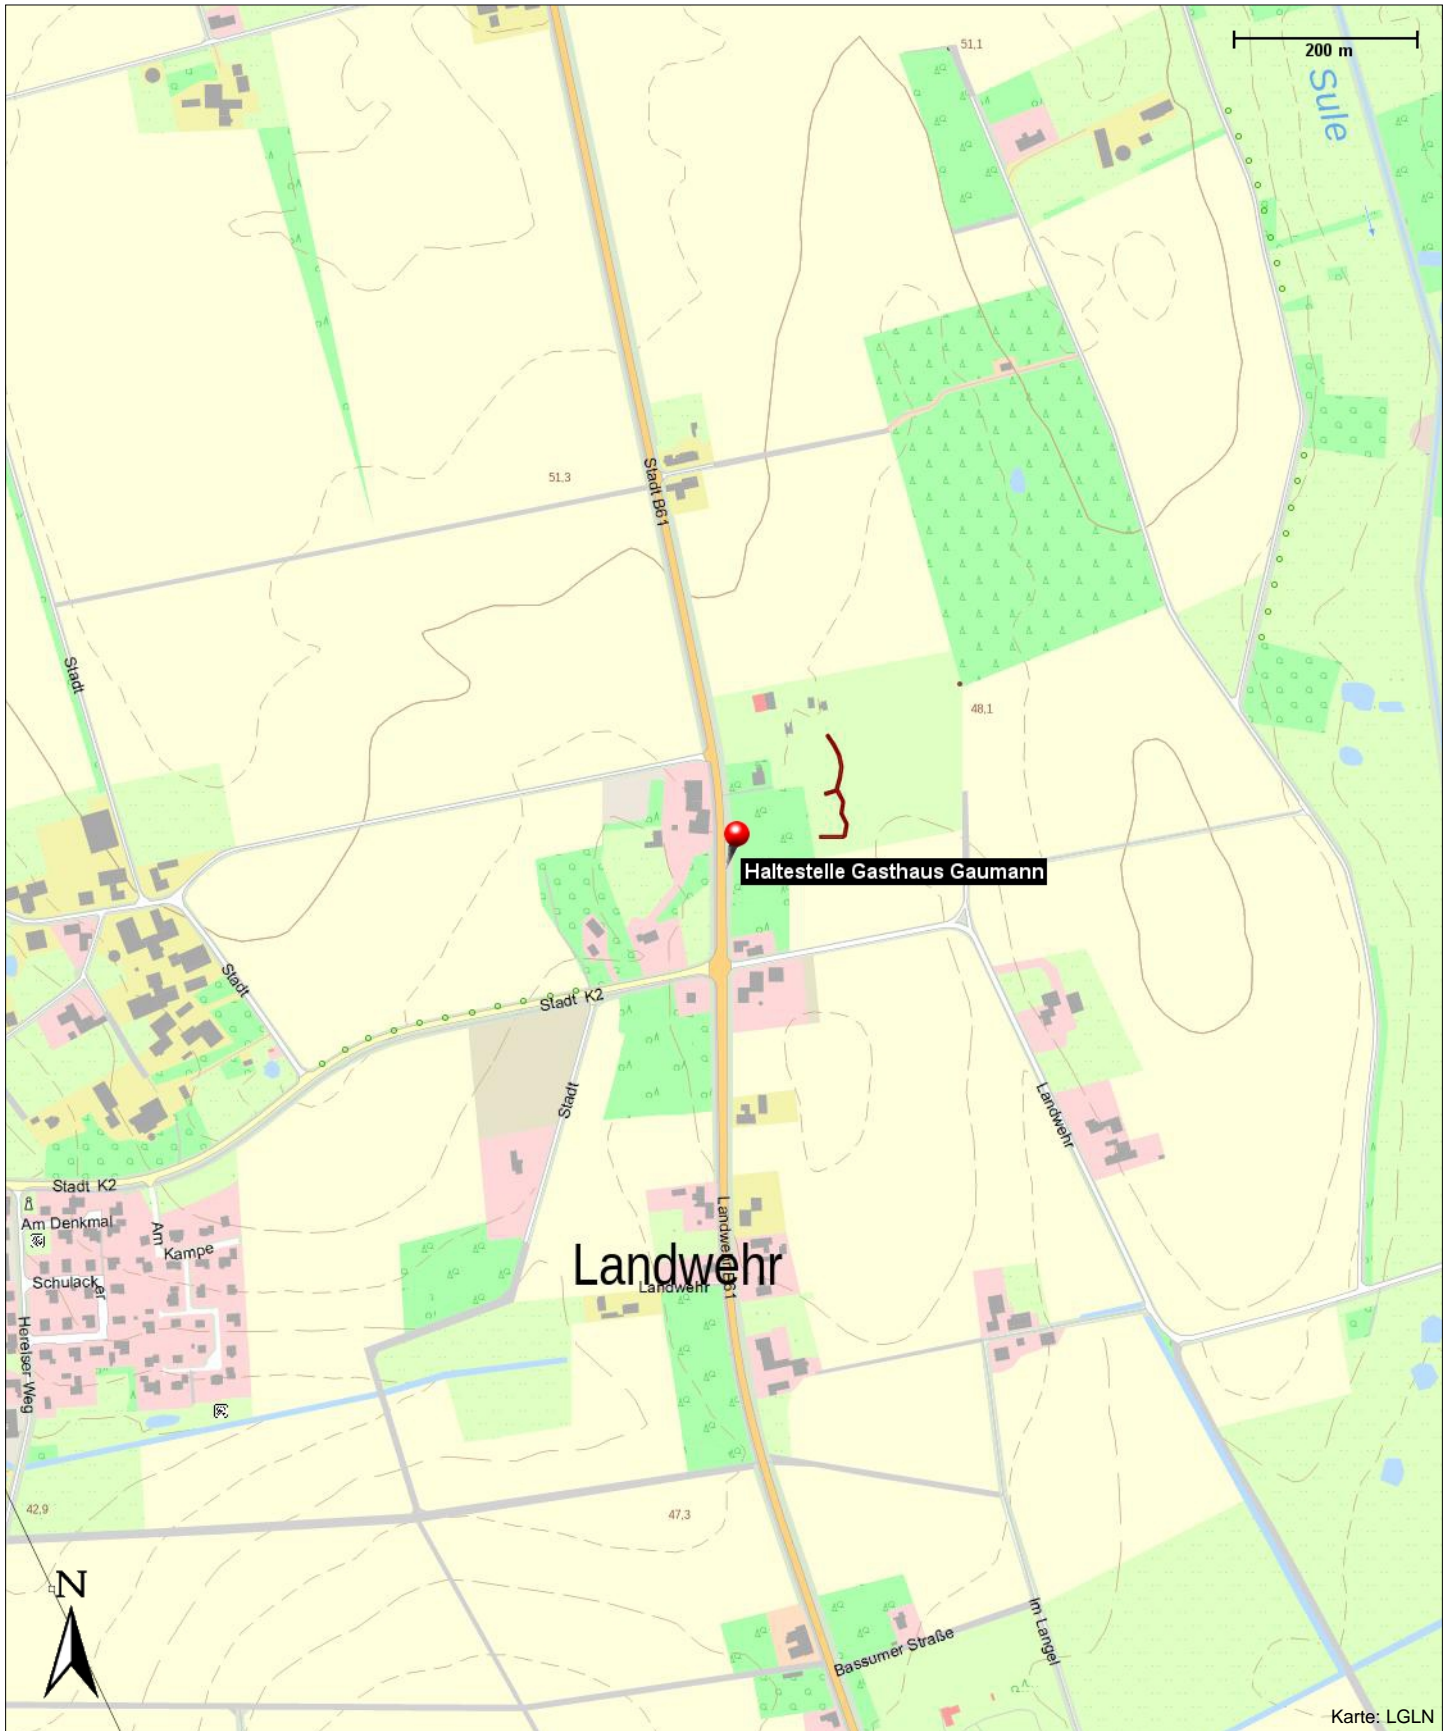 51,1
200 m
Sule
Stadt B61
51,3
Stadt
48,1
Haltestelle Gasthaus Gaumann
Stadt
Stadt K2
Stadt
Landwehr
Stadt K2
Am Denkmal
Am
Kampe
Schulacker
Landwehr B61
Landwehr
Landwehr
Herelser Weg
42,9
47,3
N
Im Langel
Bassumer Straße
Karte: LGLN